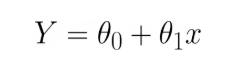 Y = θ₀ + θ₁x